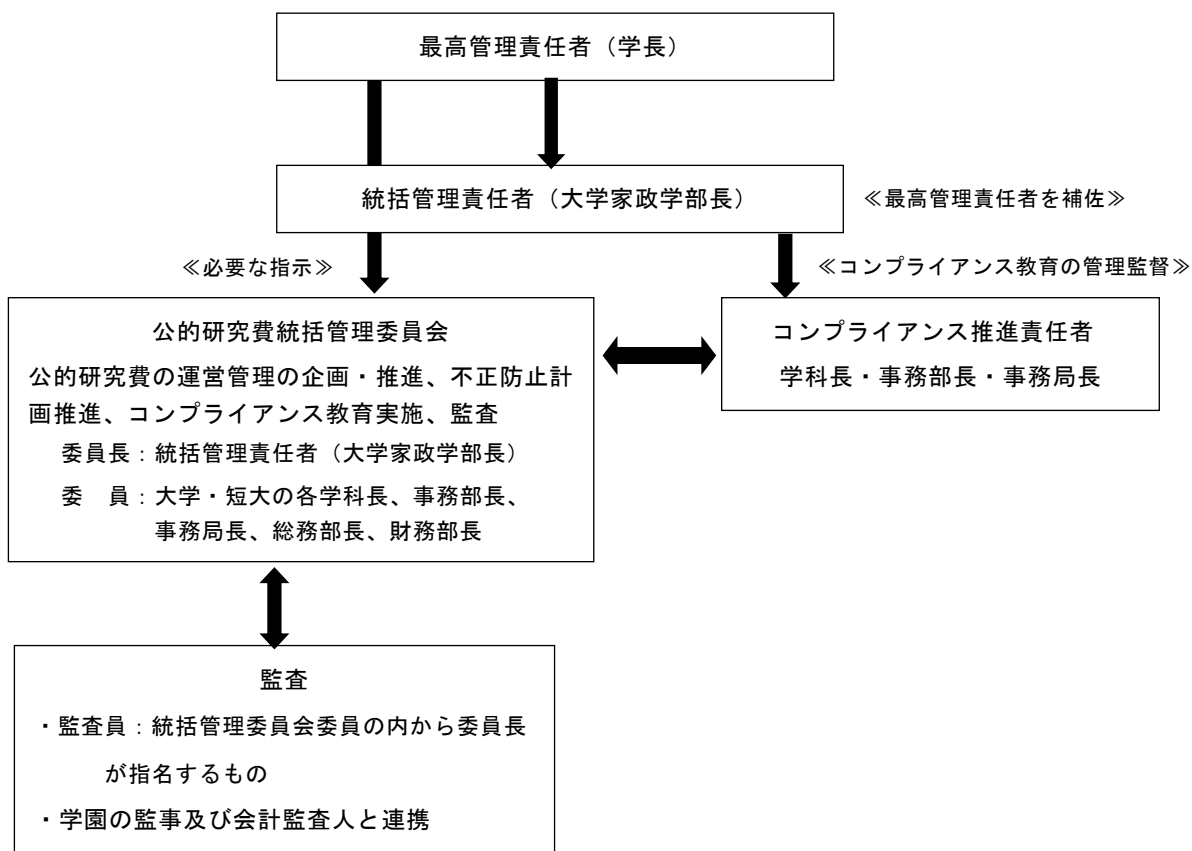 最高管理責任者（学長）
統括管理責任者（大学家政学部長）
≪最高管理責任者を補佐≫
≪必要な指示≫
≪コンプライアンス教育の管理監督≫
公的研究費統括管理委員会
公的研究費の運営管理の企画・推進、不正防止計
画推進、コンプライアンス教育実施、監査
委員長：統括管理責任者（大学家政学部長）
委　員：大学・短大の各学科長、事務部長、
事務局長、総務部長、財務部長
コンプライアンス推進責任者
学科長・事務部長・事務局長
監査
・監査員：統括管理委員会委員の内から委員長
が指名するもの
・学園の監事及び会計監査人と連携